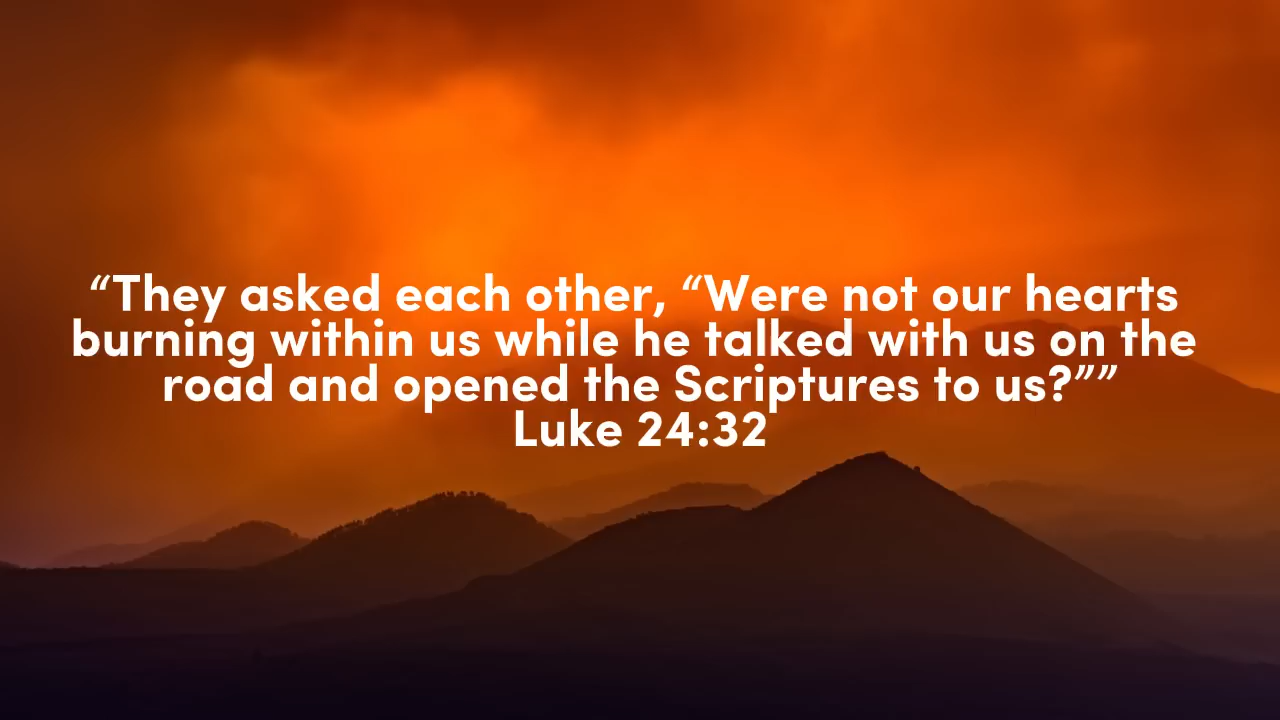 “They asked each other, “Were not our hearts
burning within us while he talked with us on the
road and opened the Scriptures to us?””
Luke 24:32